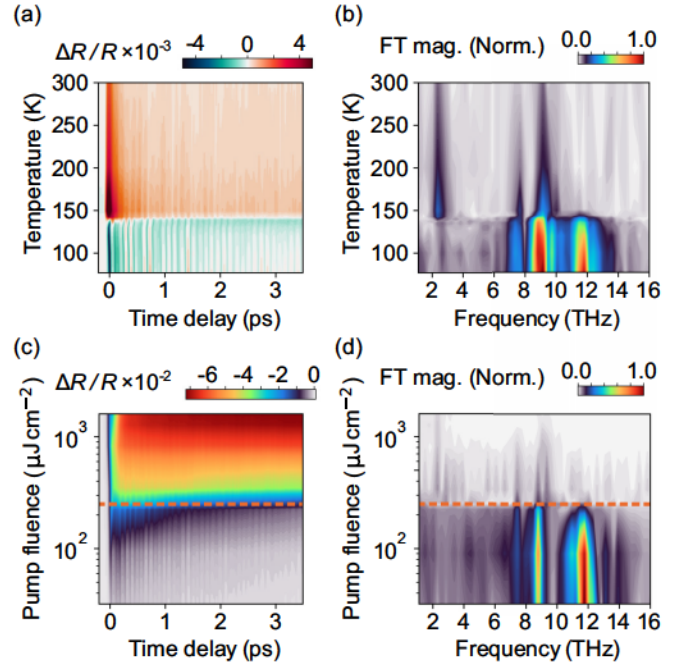 (a)
ΔR / R ×10⁻³
-4 0 4
Temperature (K)
300
250
200
150
100
0 1 2 3
Time delay (ps)
(b)
FT mag. (Norm.)
0.0 1.0
Temperature (K)
300
250
200
150
100
2 4 6 8 10 12 14 16
Frequency (THz)
(c)
ΔR / R ×10⁻²
-6 -4 -2 0
Pump fluence (μJ cm⁻²)
10³
10²
0 1 2 3
Time delay (ps)
(d)
FT mag. (Norm.)
0.0 1.0
Pump fluence (μJ cm⁻²)
10³
10²
2 4 6 8 10 12 14 16
Frequency (THz)